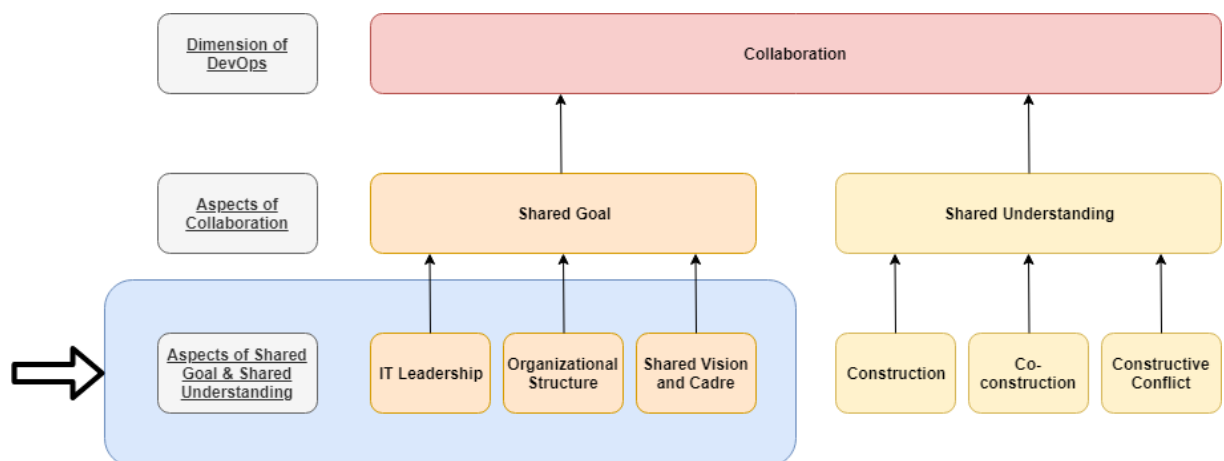 Dimension of
DevOps
Collaboration
Aspects of
Collaboration
Shared Goal
Shared Understanding
Aspects of Shared
Goal & Shared
Understanding
IT Leadership
Organizational
Structure
Shared Vision
and Cadre
Construction
Co-
construction
Constructive
Conflict